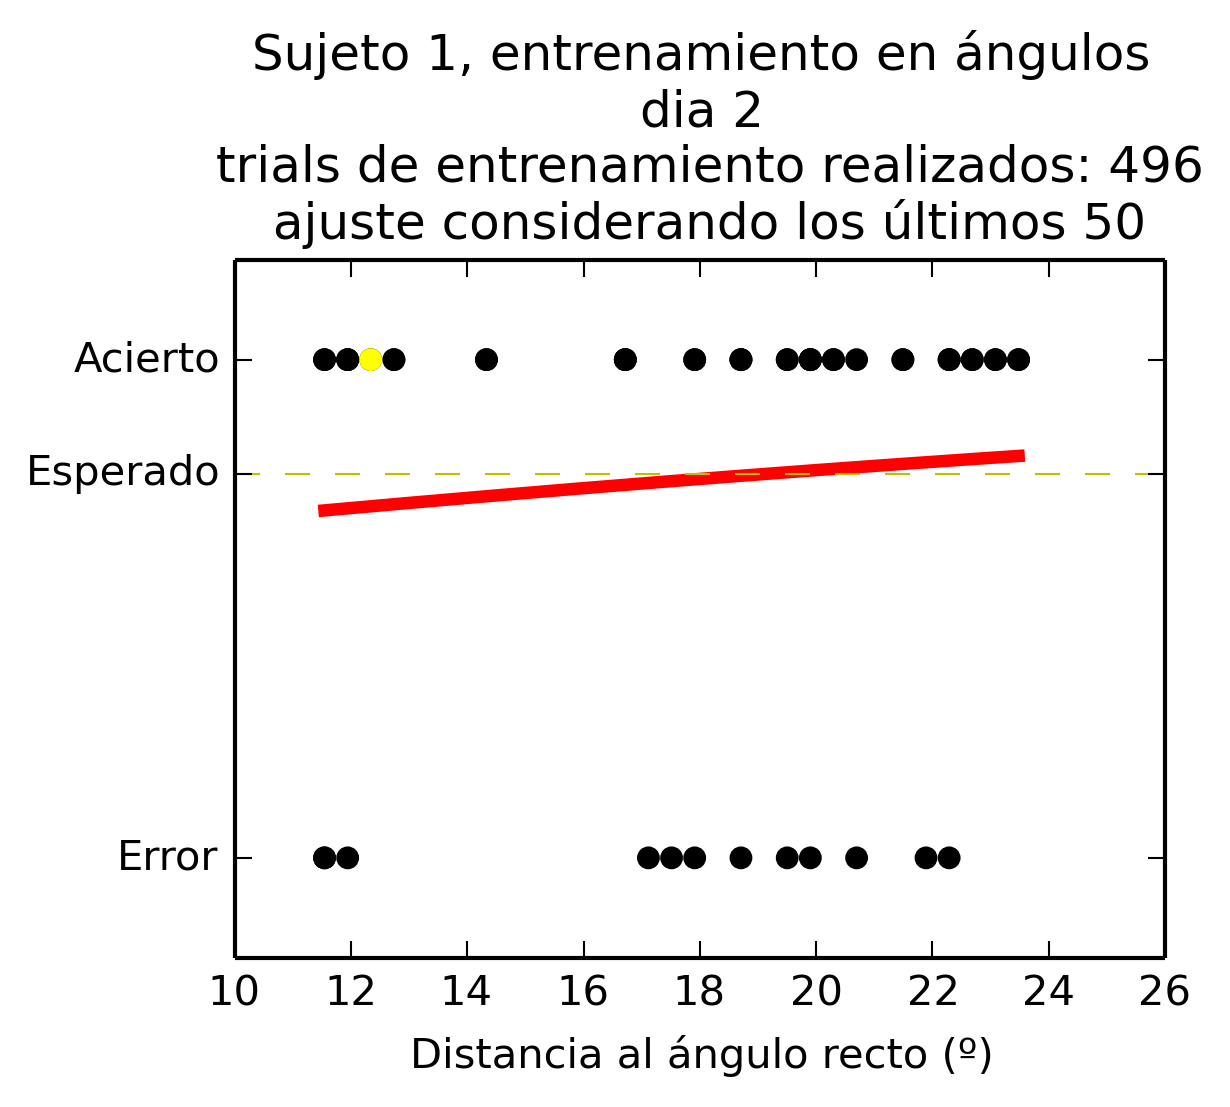 Sujeto 1, entrenamiento en ángulos
dia 2
trials de entrenamiento realizados: 496
ajuste considerando los últimos 50
Acierto
Esperado
Error
10 12 14 16 18 20 22 24 26
Distancia al ángulo recto (º)